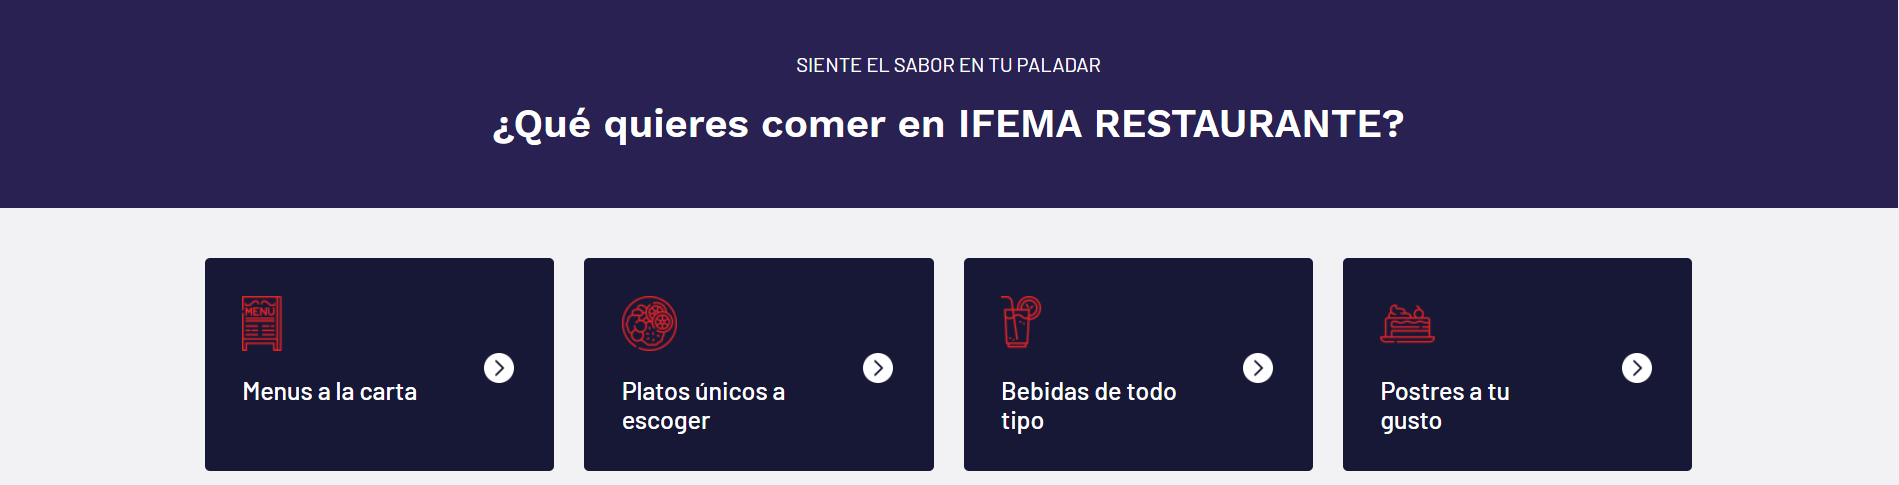 SIENTE EL SABOR EN TU PALADAR
¿Qué quieres comer en IFEMA RESTAURANTE?
MENU
Menus a la carta
Platos únicos a
escoger
Bebidas de todo
tipo
Postres a tu
gusto